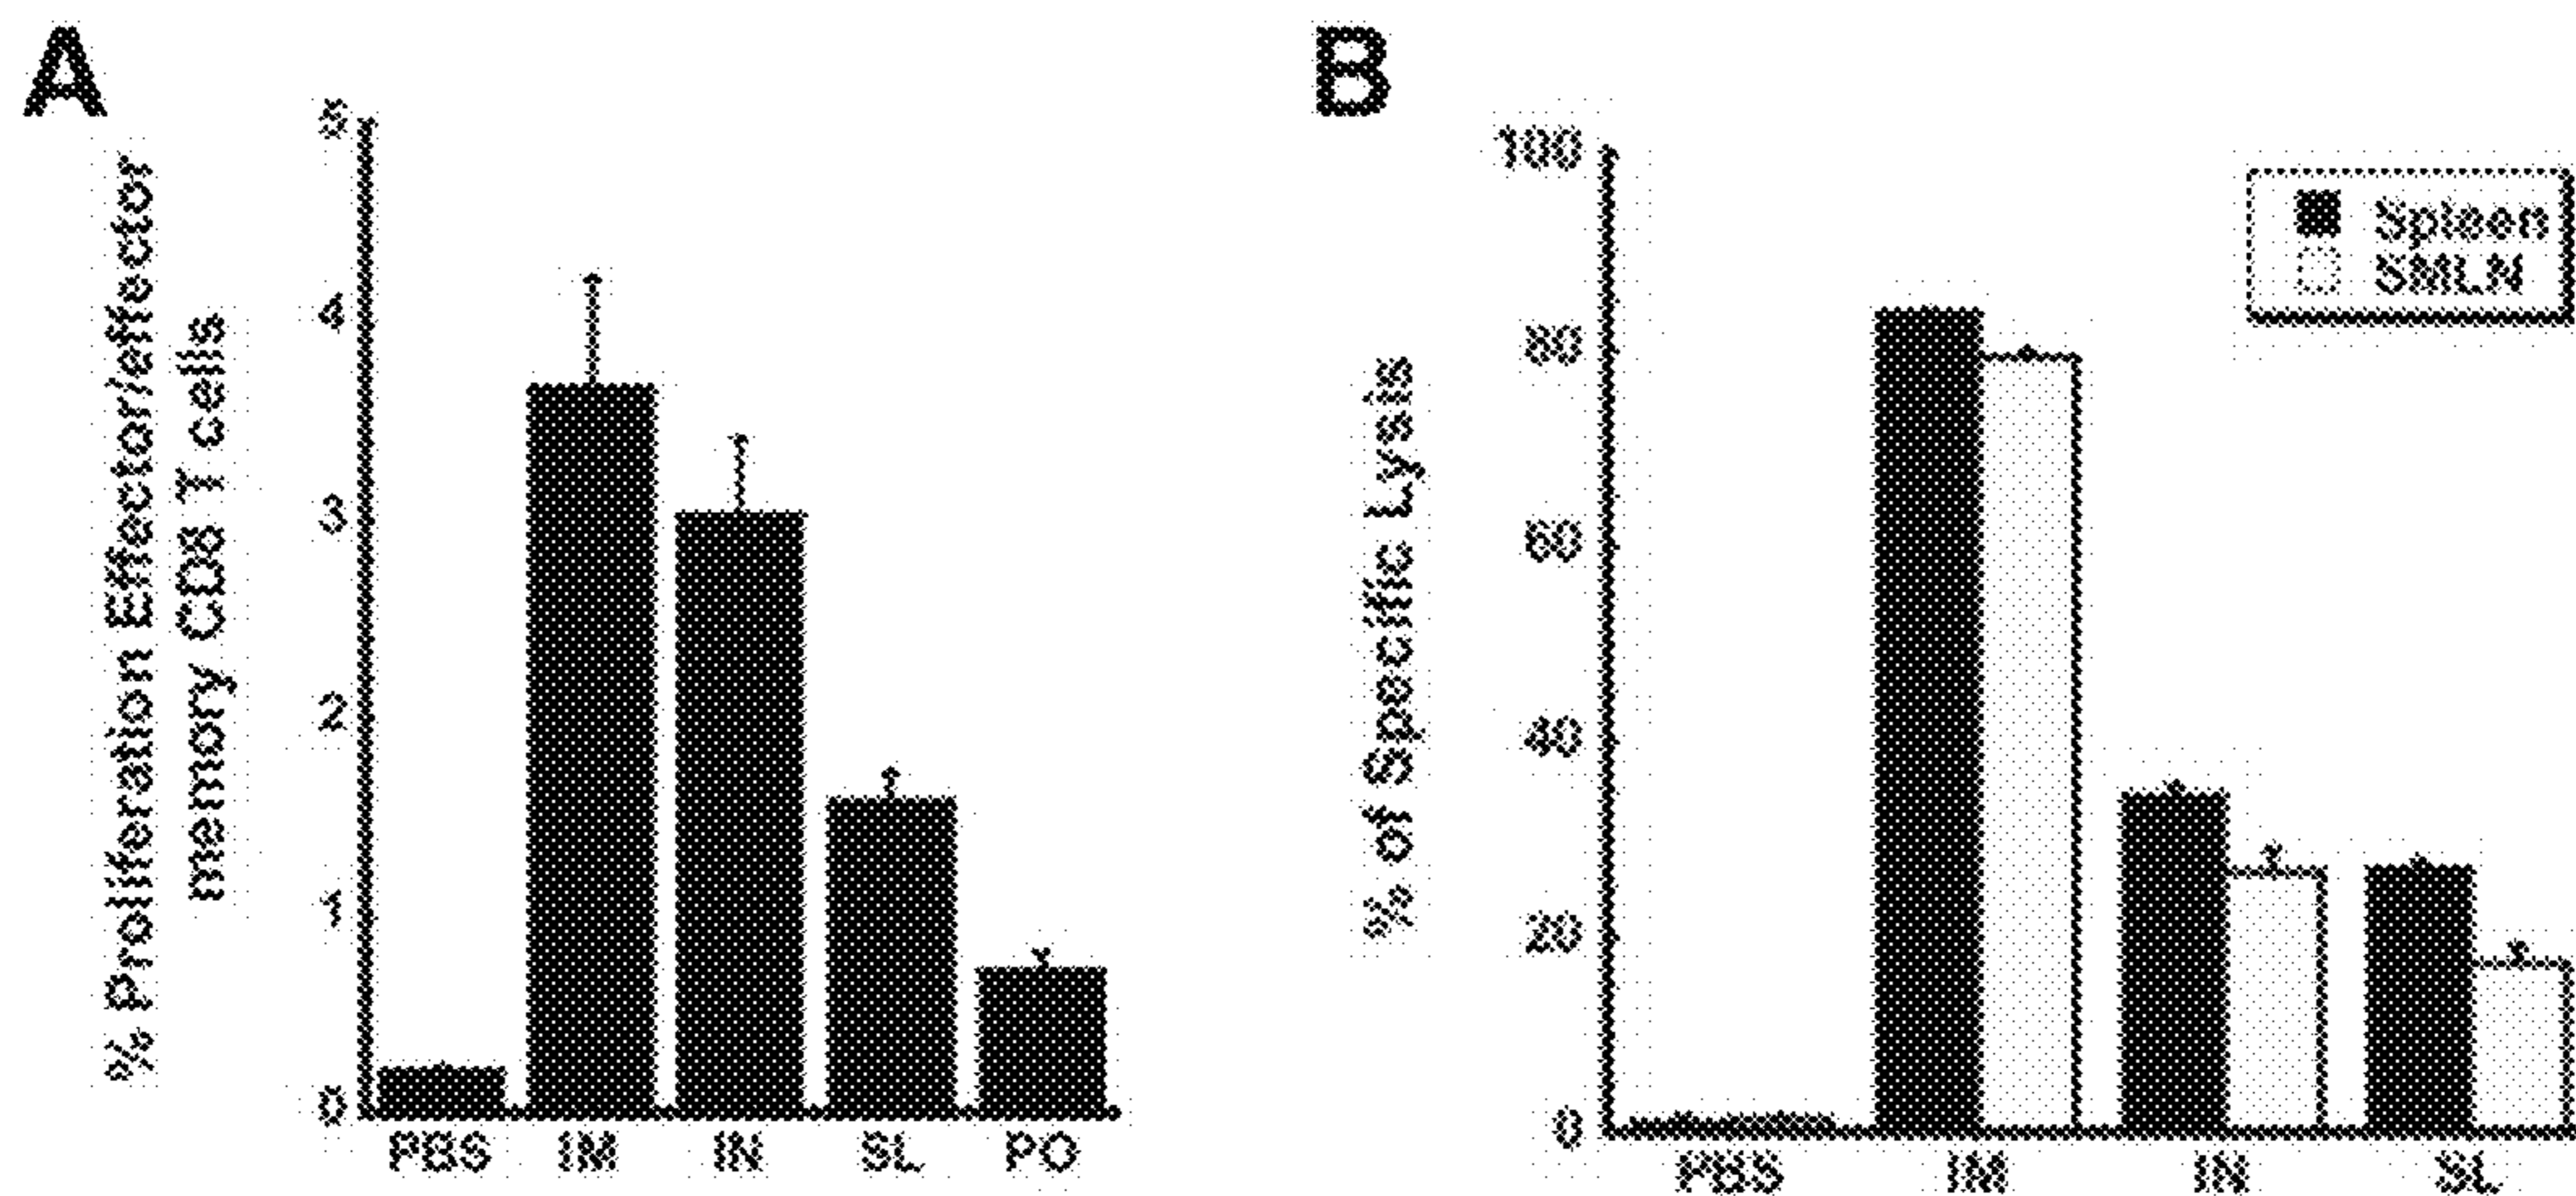 A
% Proliferation Effector/effector
memory CD8 T cells
5
4
3
2
1
0
PBS IM IN SL PO
B
% of Specific Lysis
100
80
60
40
20
0
Spleen
SMLN
PBS IM IN SL